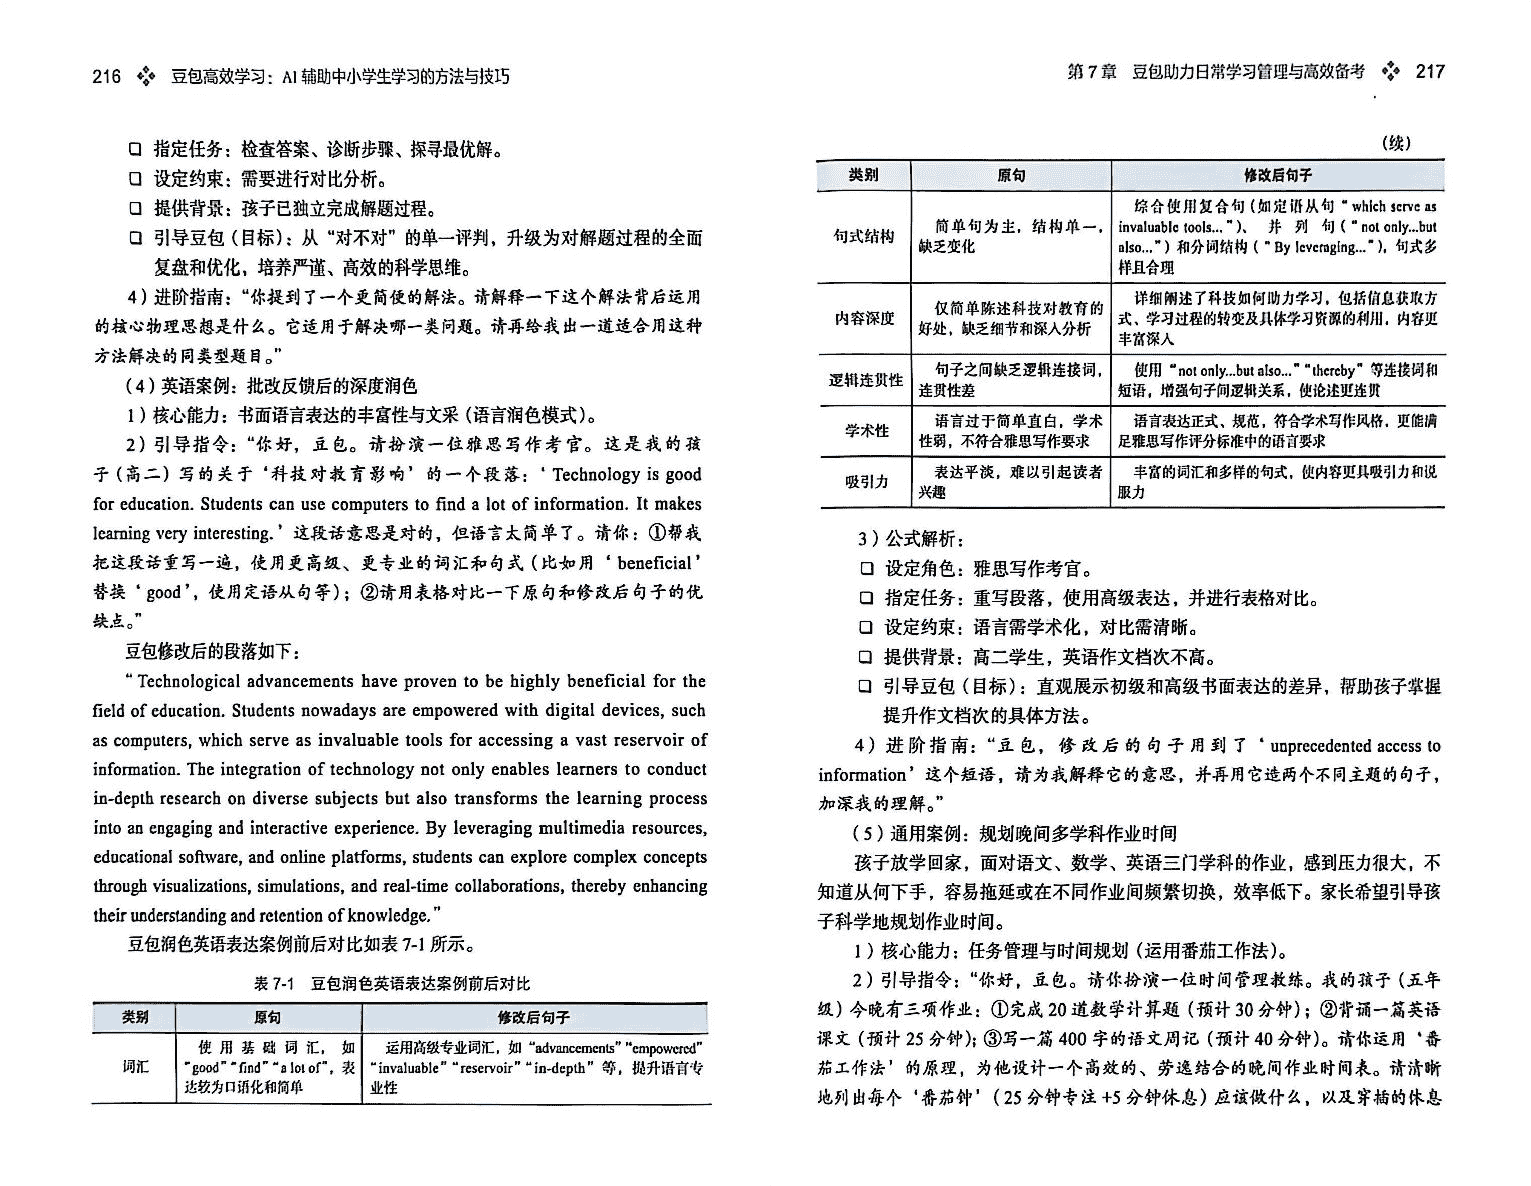 216 豆包高效学习：AI 辅助中小学生学习的方法与技巧
指定任务：检查答案、诊断步骤、探寻最优解。
设定约束：需要进行对比分析。
提供背景：孩子已独立完成解题过程。
引导豆包（目标）：从“对不对”的单一评判，升级为对解题过程的全面
复盘和优化，培养严谨、高效的科学思维。
4）进阶指南：“你提到了一个更简便的解法。请解释一下这个解法背后运用
的核心物理思想是什么。它适用于解决哪一类问题。请再给我出一道适合用这种
方法解决的同类型题目。”
（4）英语案例：批改反馈后的深度润色
1）核心能力：书面语言表达的丰富性与文采（语言润色模式）。
2）引导指令：“你好，豆包。请扮演一位雅思写作考官。这是我的孩
子（高二）写的关于‘科技对教育影响’的一个段落：‘Technology is good
for education. Students can use computers to find a lot of information. It makes
learning very interesting.’这段话意思是对的，但语言太简单了。请你：①帮我
把这段话重写一遍，使用更高级、更专业的词汇和句式（比如用‘beneficial’
替换‘good’，使用定语从句等）；②请用表格对比一下原句和修改后句子的优
缺点。”
豆包修改后的段落如下：
“Technological advancements have proven to be highly beneficial for the
field of education. Students nowadays are empowered with digital devices, such
as computers, which serve as invaluable tools for accessing a vast reservoir of
information. The integration of technology not only enables learners to conduct
in-depth research on diverse subjects but also transforms the learning process
into an engaging and interactive experience. By leveraging multimedia resources,
educational software, and online platforms, students can explore complex concepts
through visualizations, simulations, and real-time collaborations, thereby enhancing
their understanding and retention of knowledge.”
豆包润色英语表达案例前后对比如表 7-1 所示。
表 7-1 豆包润色英语表达案例前后对比
类别 原句 修改后句子
词汇
使用基础词汇，如
“good”“find”“a lot of”，表
达较为口语化和简单
运用高级专业词汇，如“advancements”“empowered”
“invaluable”“reservoir”“in-depth”等，提升语言专
业性
第 7 章 豆包助力日常学习管理与高效备考 217
（续）
类别 原句 修改后句子
句式结构
简单句为主，结构单一，
缺乏变化
综合使用复合句（如定语从句“which serve as
invaluable tools...”）、并列句（“not only...but
also...”）和分词结构（“By leveraging...”），句式多
样且合理
内容深度
仅简单陈述科技对教育的
好处，缺乏细节和深入分析
详细阐述了科技如何助力学习，包括信息获取方
式、学习过程的转变及具体学习资源的利用，内容更
丰富深入
逻辑连贯性
句子之间缺乏逻辑连接词，
连贯性差
使用“not only...but also...”“thereby”等连接词和
短语，增强句子间逻辑关系，使论述更连贯
学术性
语言过于简单直白，学术
性弱，不符合雅思写作要求
语言表达正式、规范，符合学术写作风格，更能满
足雅思写作评分标准中的语言要求
吸引力
表达平淡，难以引起读者
兴趣
丰富的词汇和多样的句式，使内容更具吸引力和说
服力
3）公式解析：
设定角色：雅思写作考官。
指定任务：重写段落，使用高级表达，并进行表格对比。
设定约束：语言需学术化，对比需清晰。
提供背景：高二学生，英语作文档次不高。
引导豆包（目标）：直观展示初级和高级书面表达的差异，帮助孩子掌握
提升作文档次的具体方法。
4）进阶指南：“豆包，修改后的句子用到了‘unprecedented access to
information’这个短语，请为我解释它的意思，并再用它造两个不同主题的句子，
加深我的理解。”
（5）通用案例：规划晚间多学科作业时间
孩子放学回家，面对语文、数学、英语三门学科的作业，感到压力很大，不
知道从何下手，容易拖延或在不同作业间频繁切换，效率低下。家长希望引导孩
子科学地规划作业时间。
1）核心能力：任务管理与时间规划（运用番茄工作法）。
2）引导指令：“你好，豆包。请你扮演一位时间管理教练。我的孩子（五年
级）今晚有三项作业：①完成 20 道数学计算题（预计 30 分钟）；②背诵一篇英语
课文（预计 25 分钟）；③写一篇 400 字的语文周记（预计 40 分钟）。请你运用‘番
茄工作法’的原理，为他设计一个高效的、劳逸结合的晚间作业时间表。请清晰
地列出每个‘番茄钟’（25 分钟专注 +5 分钟休息）应该做什么，以及穿插的休息